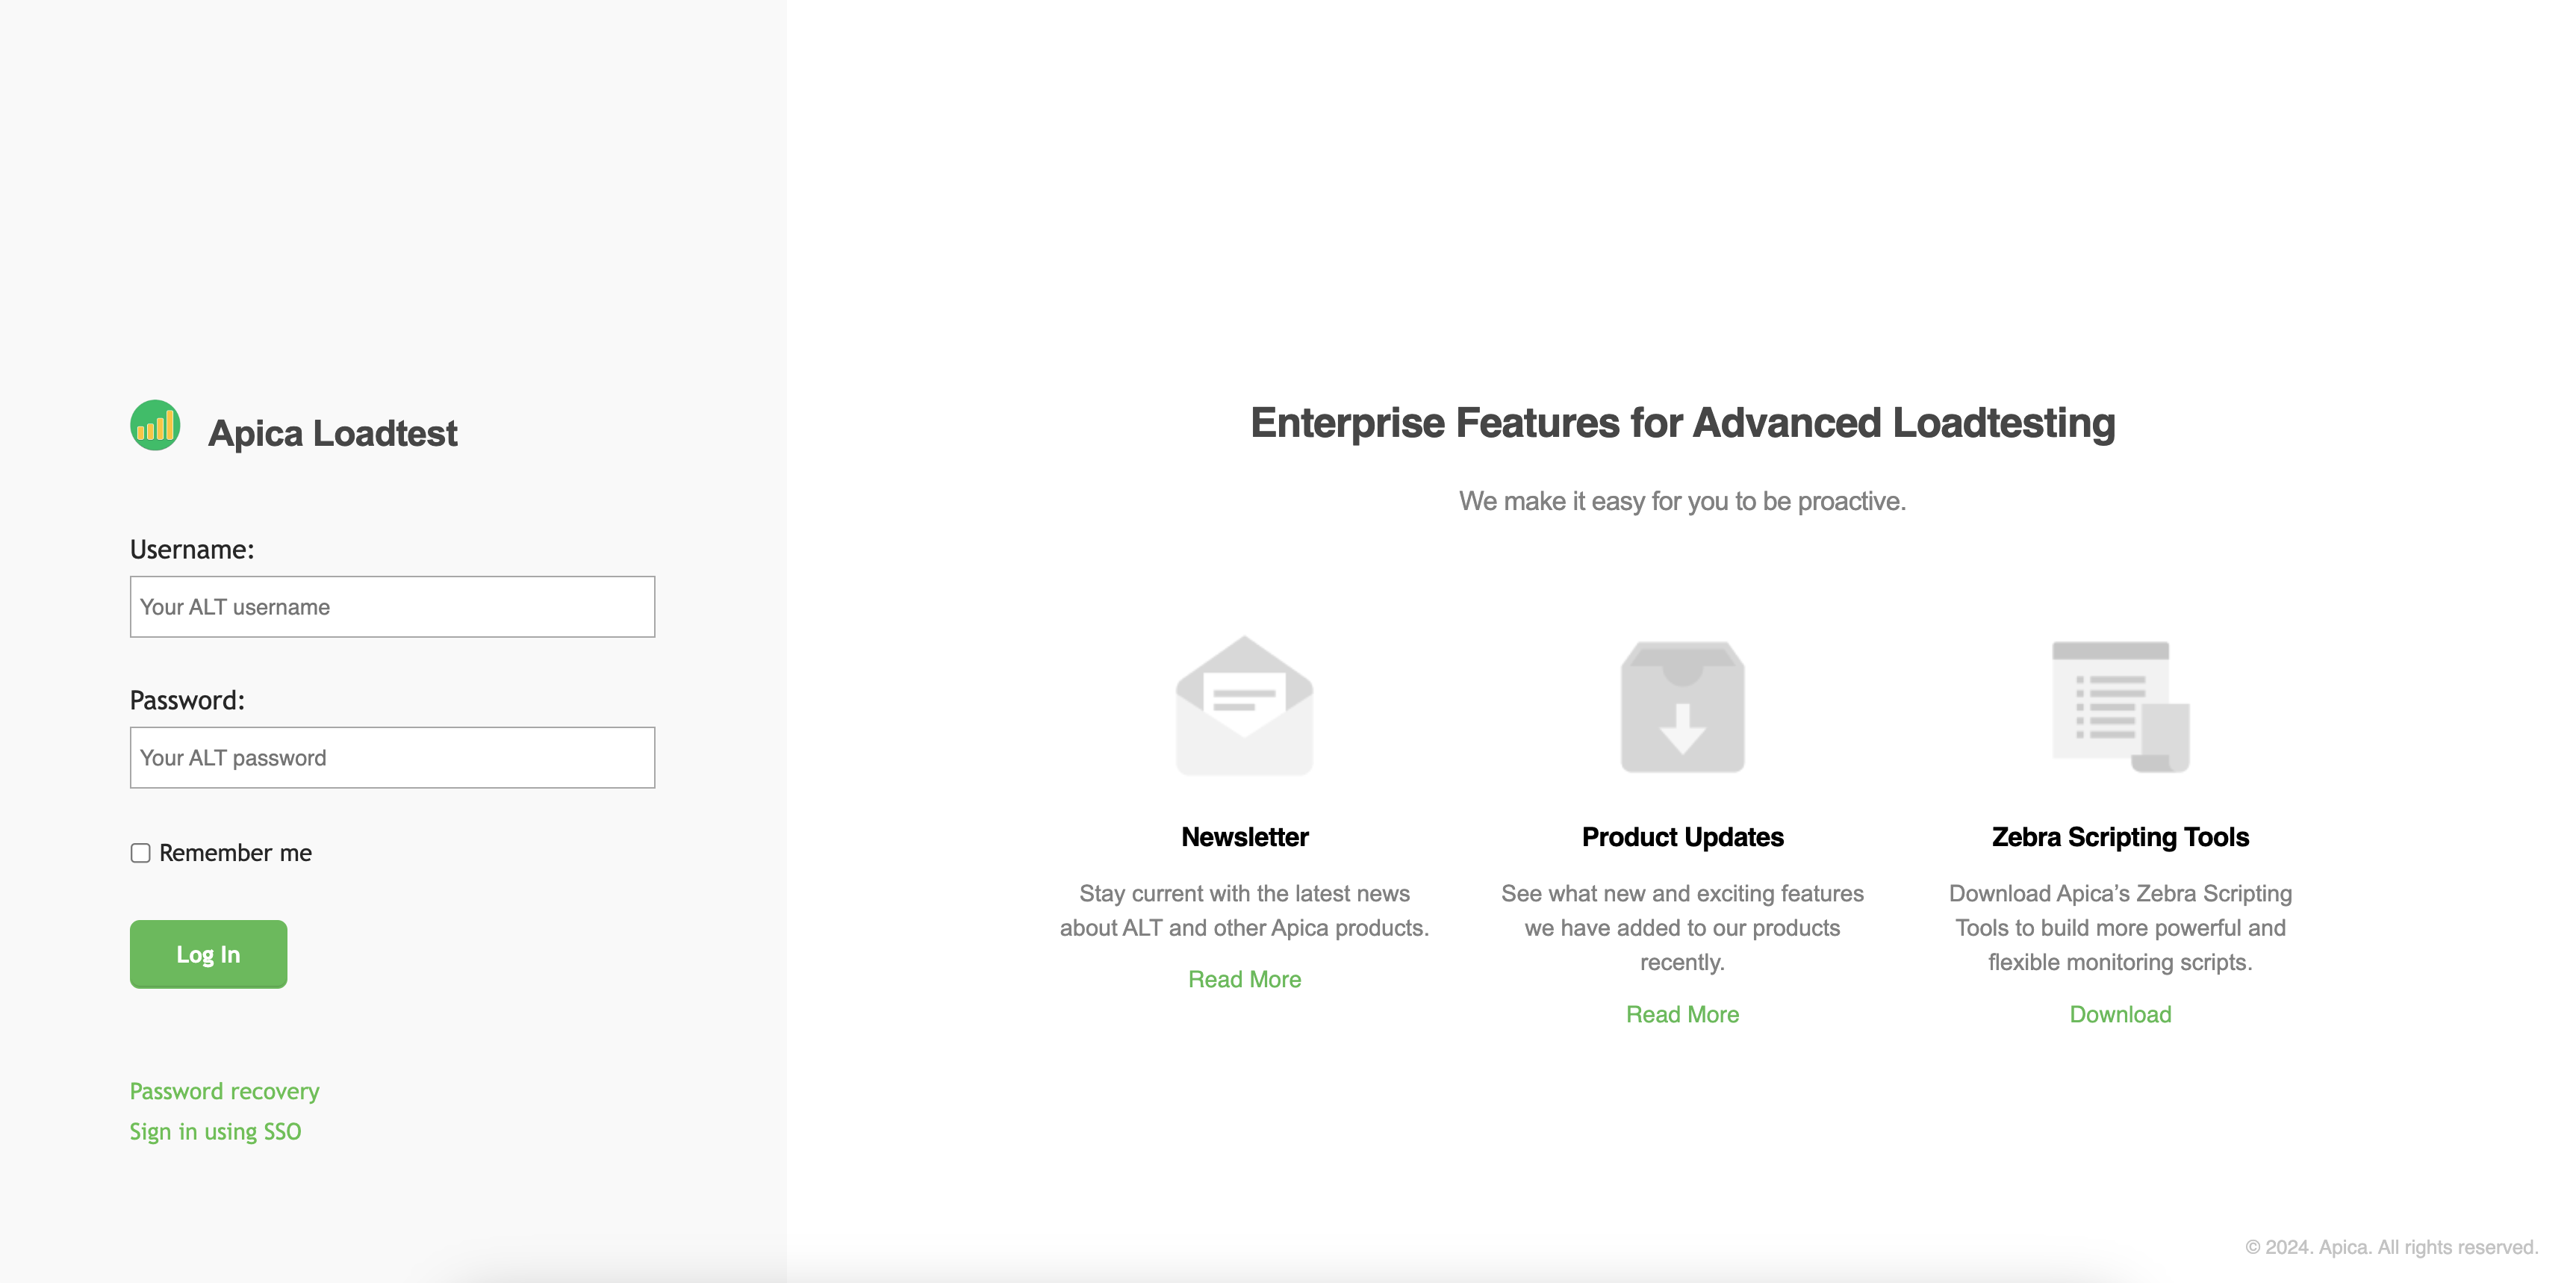 Apica Loadtest
Username:
Your ALT username
Password:
Your ALT password
Remember me
Log In
Password recovery
Sign in using SSO
Enterprise Features for Advanced Loadtesting
We make it easy for you to be proactive.
Newsletter
Stay current with the latest news
about ALT and other Apica products.
Read More
Product Updates
See what new and exciting features
we have added to our products
recently.
Read More
Zebra Scripting Tools
Download Apica’s Zebra Scripting
Tools to build more powerful and
flexible monitoring scripts.
Download
© 2024. Apica. All rights reserved.